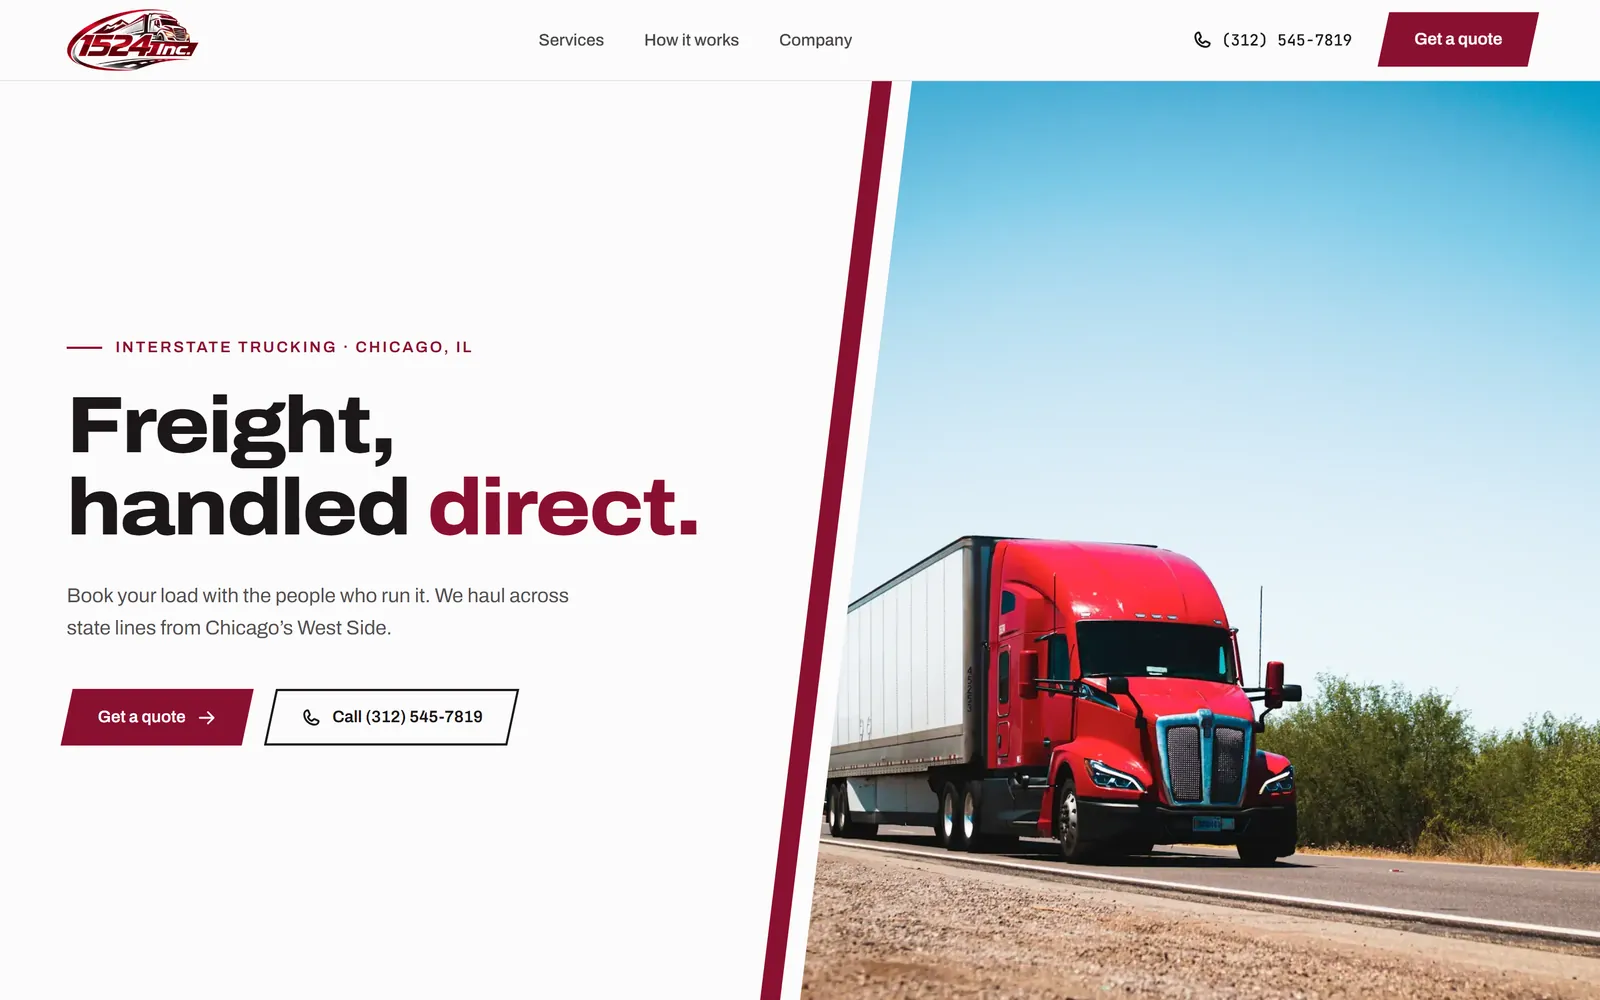 1524 Inc.
Services
How it works
Company
(312) 545-7819
Get a quote
INTERSTATE TRUCKING · CHICAGO, IL
Freight,
handled direct.
Book your load with the people who run it. We haul across
state lines from Chicago’s West Side.
Get a quote
Call (312) 545-7819